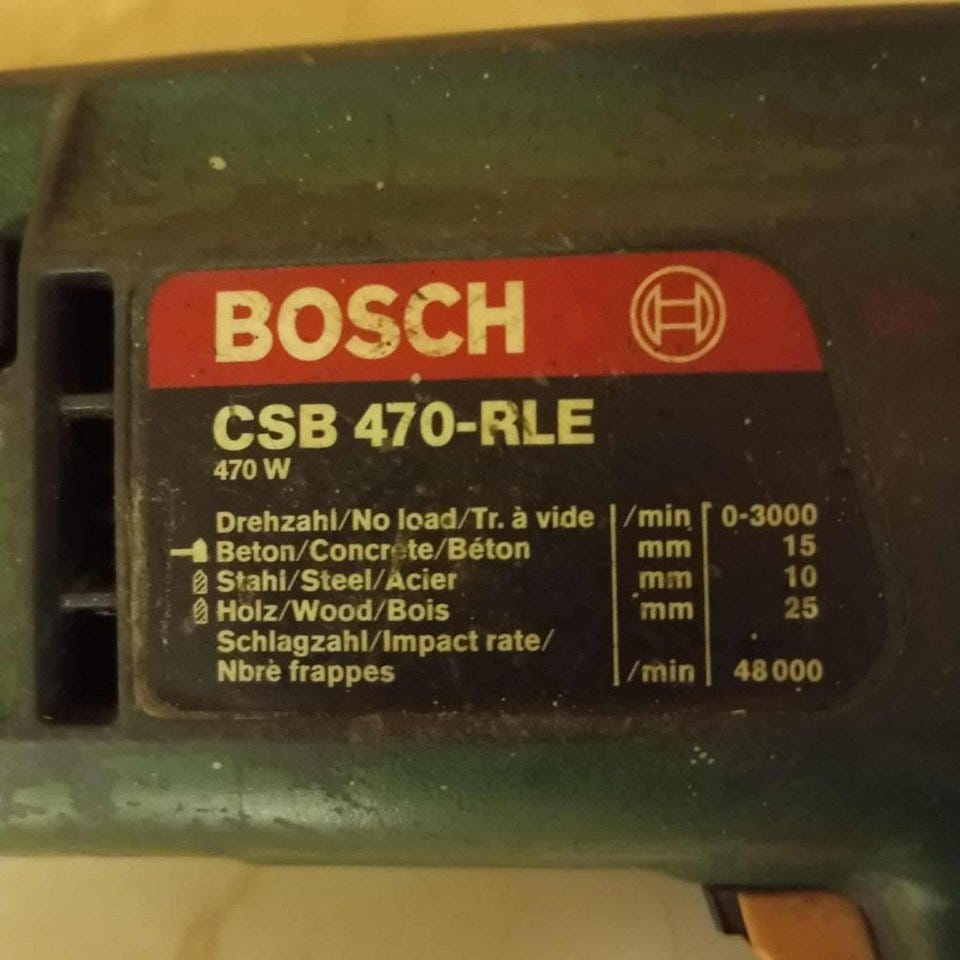 BOSCH
CSB 470-RLE
470 W
Drehzahl/No load/Tr. à vide /min 0-3000
Beton/Concrete/Béton mm 15
Stahl/Steel/Acier mm 10
Holz/Wood/Bois mm 25
Schlagzahl/Impact rate/
Nbrè frappes /min 48 000